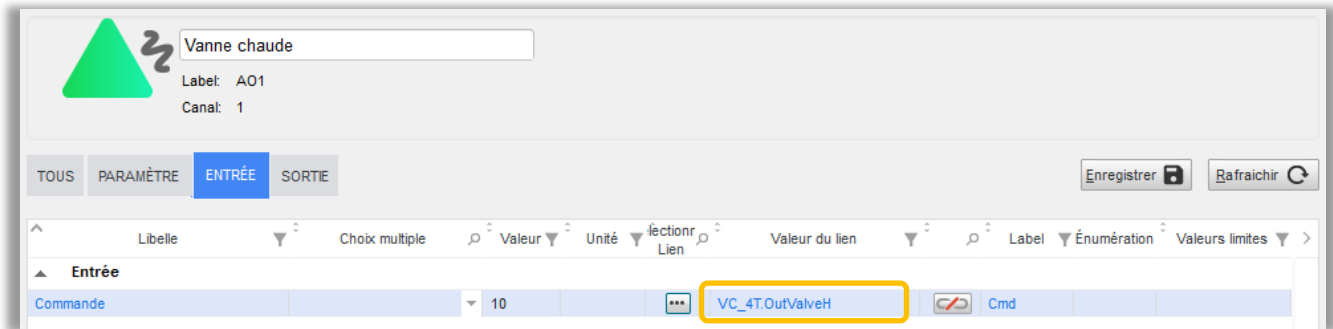 Vanne chaude
Label: AO1
Canal: 1
TOUS PARAMÈTRE ENTRÉE SORTIE Enregistrer Rafraichir
Libelle Choix multiple Valeur Unité Lien Valeur du lien Label Énumération Valeurs limites
Entrée
Commande 10 ... VC_4T.OutValveH Cmd